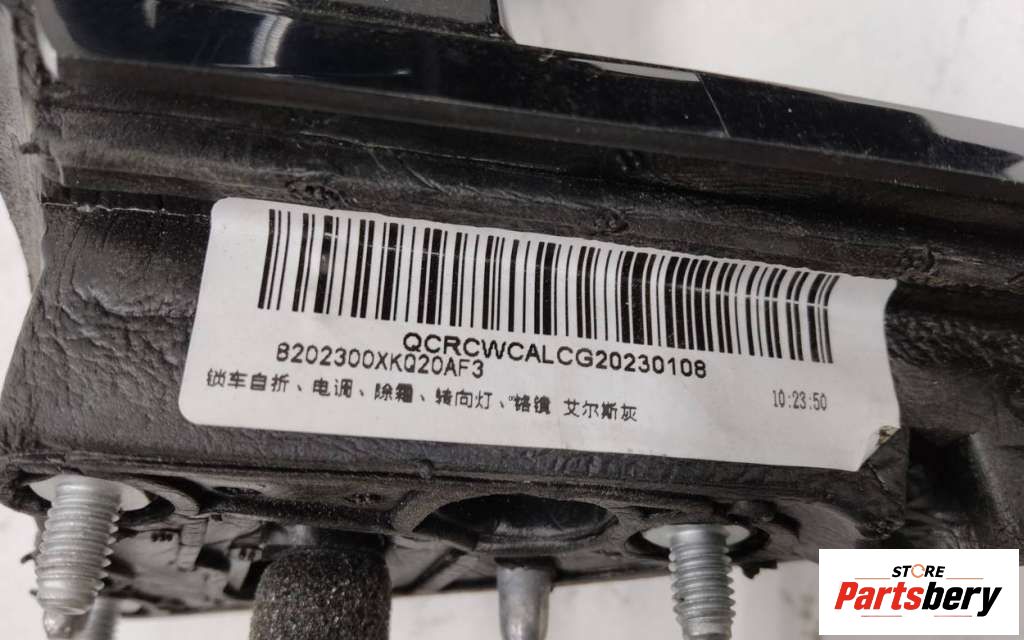 QCRCWCALCG20230108
8202300XKQ20AF3
10:23:50
锁车自折、电调、除霜、转向灯、铬镜 艾尔斯灰
STORE
Partsbery